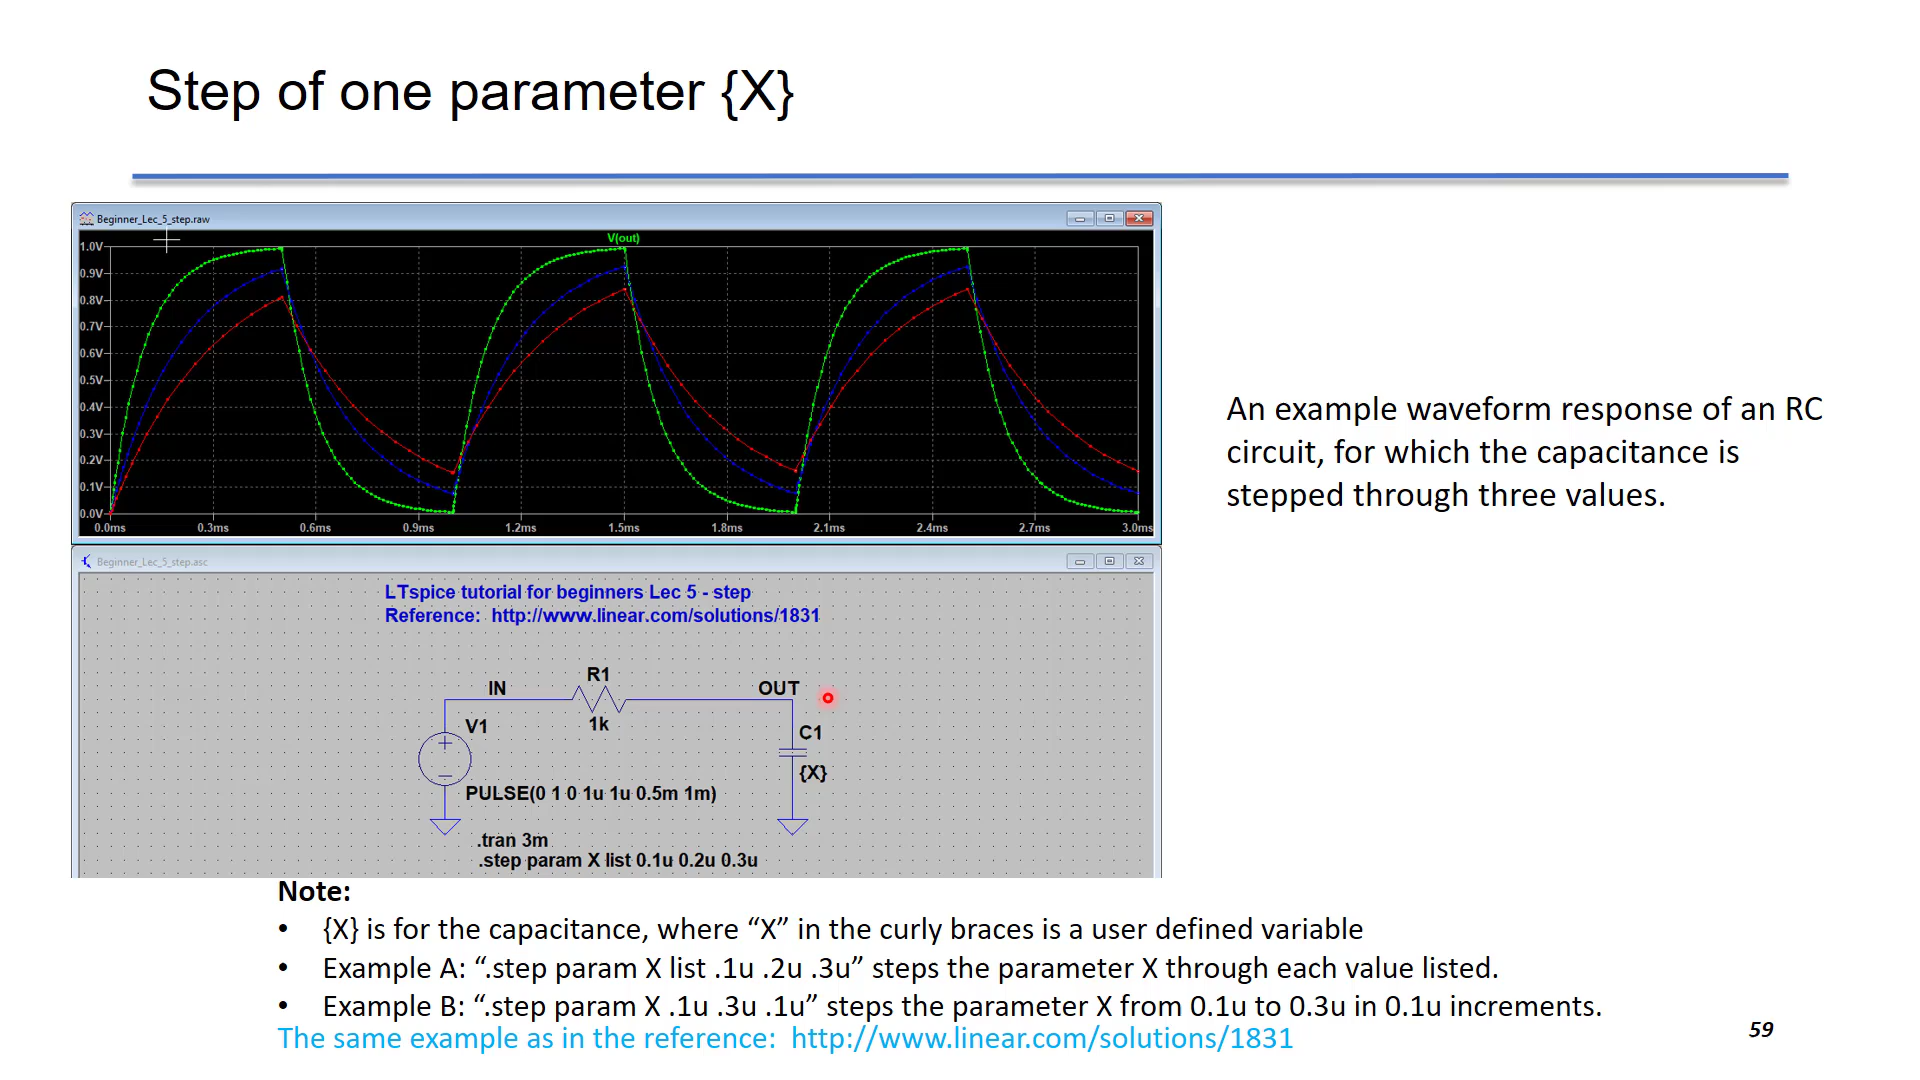 Step of one parameter {X}
Beginner_Lec_5_step.raw
V(out)
1.0V
0.9V
0.8V
0.7V
0.6V
0.5V
0.4V
0.3V
0.2V
0.1V
0.0V
0.0ms 0.3ms 0.6ms 0.9ms 1.2ms 1.5ms 1.8ms 2.1ms 2.4ms 2.7ms 3.0ms
An example waveform response of an RC
circuit, for which the capacitance is
stepped through three values.
Beginner_Lec_5_step.asc
LTspice tutorial for beginners Lec 5 - step
Reference: http://www.linear.com/solutions/1831
R1
IN
OUT
1k
V1
C1
{X}
PULSE(0 1 0 1u 1u 0.5m 1m)
.tran 3m
.step param X list 0.1u 0.2u 0.3u
Note:
• {X} is for the capacitance, where “X” in the curly braces is a user defined variable
• Example A: “.step param X list .1u .2u .3u” steps the parameter X through each value listed.
• Example B: “.step param X .1u .3u .1u” steps the parameter X from 0.1u to 0.3u in 0.1u increments.
The same example as in the reference: http://www.linear.com/solutions/1831
59